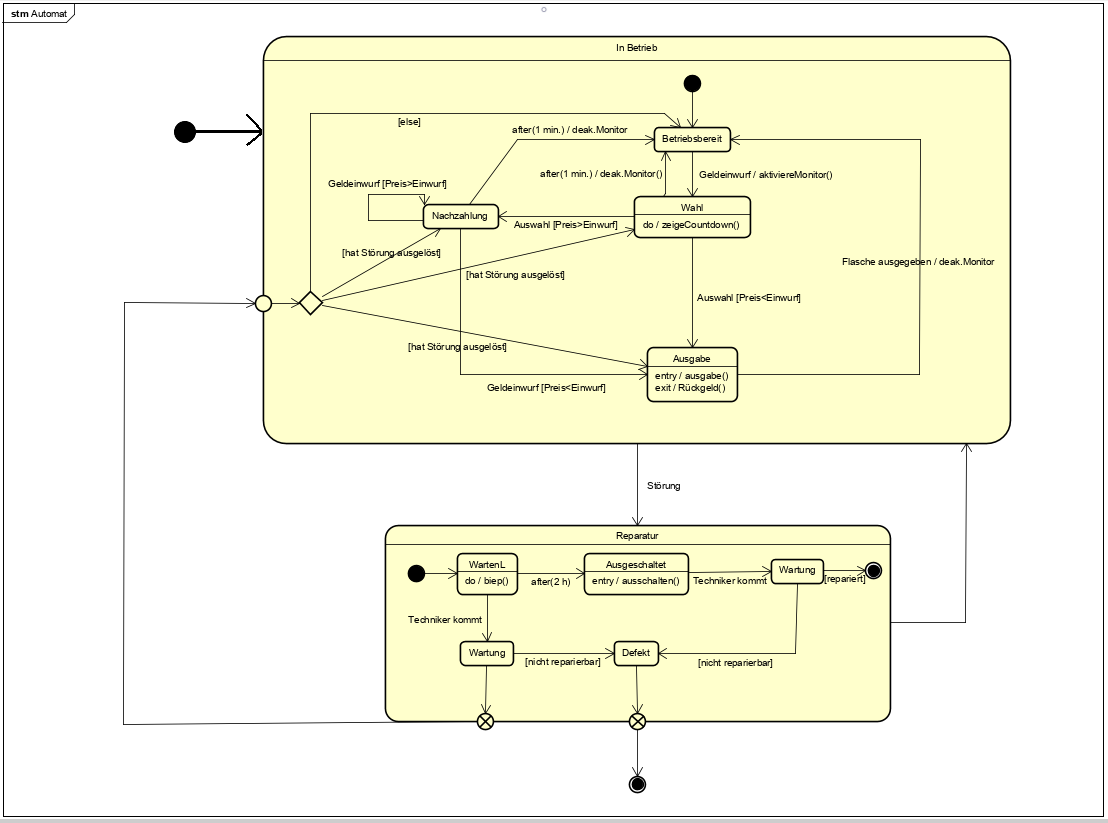 stm Automat
In Betrieb
[else]
after(1 min.) / deak.Monitor
Betriebsbereit
after(1 min.) / deak.Monitor()
Geldeinwurf / aktiviereMonitor()
Geldeinwurf [Preis>Einwurf]
Nachzahlung
Wahl
do / zeigeCountdown()
Auswahl [Preis>Einwurf]
[hat Störung ausgelöst]
[hat Störung ausgelöst]
Flasche ausgegeben / deak.Monitor
Auswahl [Preis<Einwurf]
[hat Störung ausgelöst]
Ausgabe
entry / ausgabe()
exit / Rückgeld()
Geldeinwurf [Preis<Einwurf]
Störung
Reparatur
WartenL
do / biep()
after(2 h)
Ausgeschaltet
entry / ausschalten()
Techniker kommt
Wartung
[repariert]
Techniker kommt
Wartung
[nicht reparierbar]
Defekt
[nicht reparierbar]